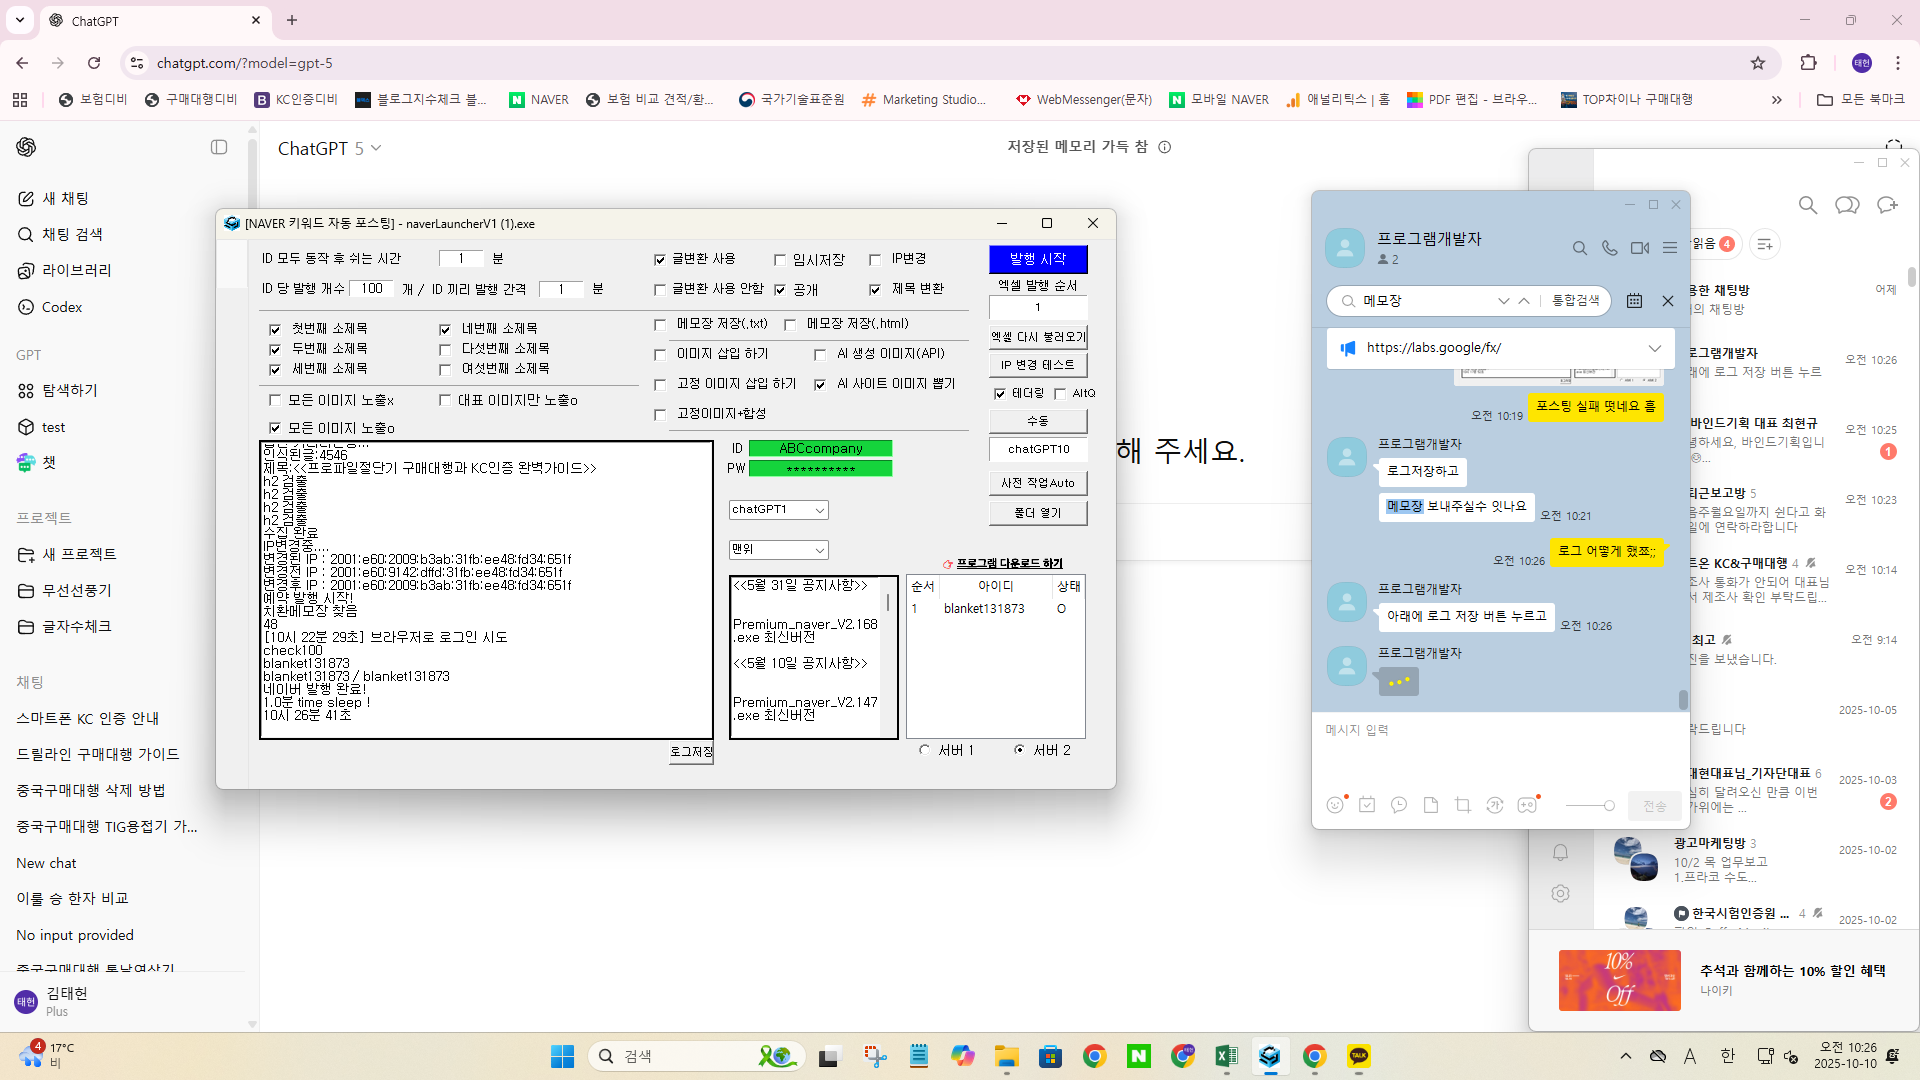 ChatGPT
chatgpt.com/?model=gpt-5
태헌
보험디비
구매대행디비
KC인증디비
블로그지수체크 블...
NAVER
보험 비교 견적/환...
국가기술표준원
Marketing Studio...
WebMessenger(문자)
모바일 NAVER
애널리틱스 | 홈
PDF 편집 - 브라우...
TOP차이나 구매대행
모든 북마크
ChatGPT 5
저장된 메모리 가득 참
새 채팅
채팅 검색
라이브러리
Codex
GPT
탐색하기
test
챗
프로젝트
새 프로젝트
무선선풍기
글자수체크
채팅
스마트폰 KC 인증 안내
드릴라인 구매대행 가이드
중국구매대행 삭제 방법
중국구매대행 TIG용접기 가...
New chat
이룰 승 한자 비교
No input provided
태헌
김태헌
Plus
해 주세요.
[NAVER 키워드 자동 포스팅] - naverLauncherV1 (1).exe
ID 모두 동작 후 쉬는 시간 1 분
글변환 사용
임시저장
IP변경
발행 시작
ID 당 발행 개수 100 개 / ID 끼리 발행 간격 1 분
글변환 사용 안함
공개
제목 변환
엑셀 발행 순서
1
첫번째 소제목
네번째 소제목
두번째 소제목
다섯번째 소제목
세번째 소제목
여섯번째 소제목
모든 이미지 노출x
대표 이미지만 노출o
모든 이미지 노출o
메모장 저장(.txt)
메모장 저장(.html)
이미지 삽입 하기
AI 생성 이미지(API)
고정 이미지 삽입 하기
AI 사이트 이미지 뽑기
고정이미지+합성
엑셀 다시 불러오기
IP 변경 테스트
테더링
AltQ
수동
chatGPT10
사전 작업Auto
폴더 열기
인식된글:4546
제목:<<프로파일절단기 구매대행과 KC인증 완벽가이드>>
h2 검출
h2 검출
h2 검출
h2 검출
수집 완료
IP변경중....
변경된 IP : 2001:e60:2009:b3ab:31fb:ee48:fd34:651f
변경전 IP : 2001:e60:9142:dffd:31fb:ee48:fd34:651f
변경후 IP : 2001:e60:2009:b3ab:31fb:ee48:fd34:651f
예약 발행 시작!
치환메모장 찾음
48
[10시 22분 29초] 브라우저로 로그인 시도
check100
blanket131873
blanket131873 / blanket131873
네이버 발행 완료!
1.0분 time sleep !
10시 26분 41초
로그저장
ID ABCcompany
PW **********
chatGPT1
맨위
<<5월 31일 공지사항>>
Premium_naver_V2.168
.exe 최신버전
<<5월 10일 공지사항>>
Premium_naver_V2.147
.exe 최신버전
프로그램 다운로드 하기
순서 아이디 상태
1 blanket131873 O
서버 1
서버 2
프로그램개발자
2
메모장
통합검색
https://labs.google/fx/
오전 10:19
포스팅 실패 떳네요 흠
프로그램개발자
로그저장하고
메모장 보내주실수 잇나요
오전 10:21
오전 10:26
로그 어떻게 했쬬;;
프로그램개발자
아래에 로그 저장 버튼 누르고
오전 10:26
프로그램개발자
메시지 입력
전송
읽음 4
용한 채팅방
어제
의 채팅방
로그램개발자
오전 10:26
래에 로그 저장 버튼 누르
바인드기획 대표 최현규
오전 10:25
녕하세요, 바인드기획입니
1
퇴근보고방 5
오전 10:23
음주월요일까지 쉰다고 화
일에 연락하라합니다
트온 KC&구매대행 4
오전 10:14
조사 통화가 안되어 대표님
서 제조사 확인 부탁드립...
최고
오전 9:14
진을 보냈습니다.
2025-10-05
락드립니다
대현대표님_기자단대표 6
2025-10-03
심히 달려오신 만큼 이번
가위에는 ...
2
광고마케팅방 3
2025-10-02
10/2 목 업무보고
1.프라코 수도...
한국시험인증원 ... 4
2025-10-02
10%
Off
추석과 함께하는 10% 할인 혜택
나이키
4
17°C
비
검색
TALK
A
한
오전 10:26
2025-10-10